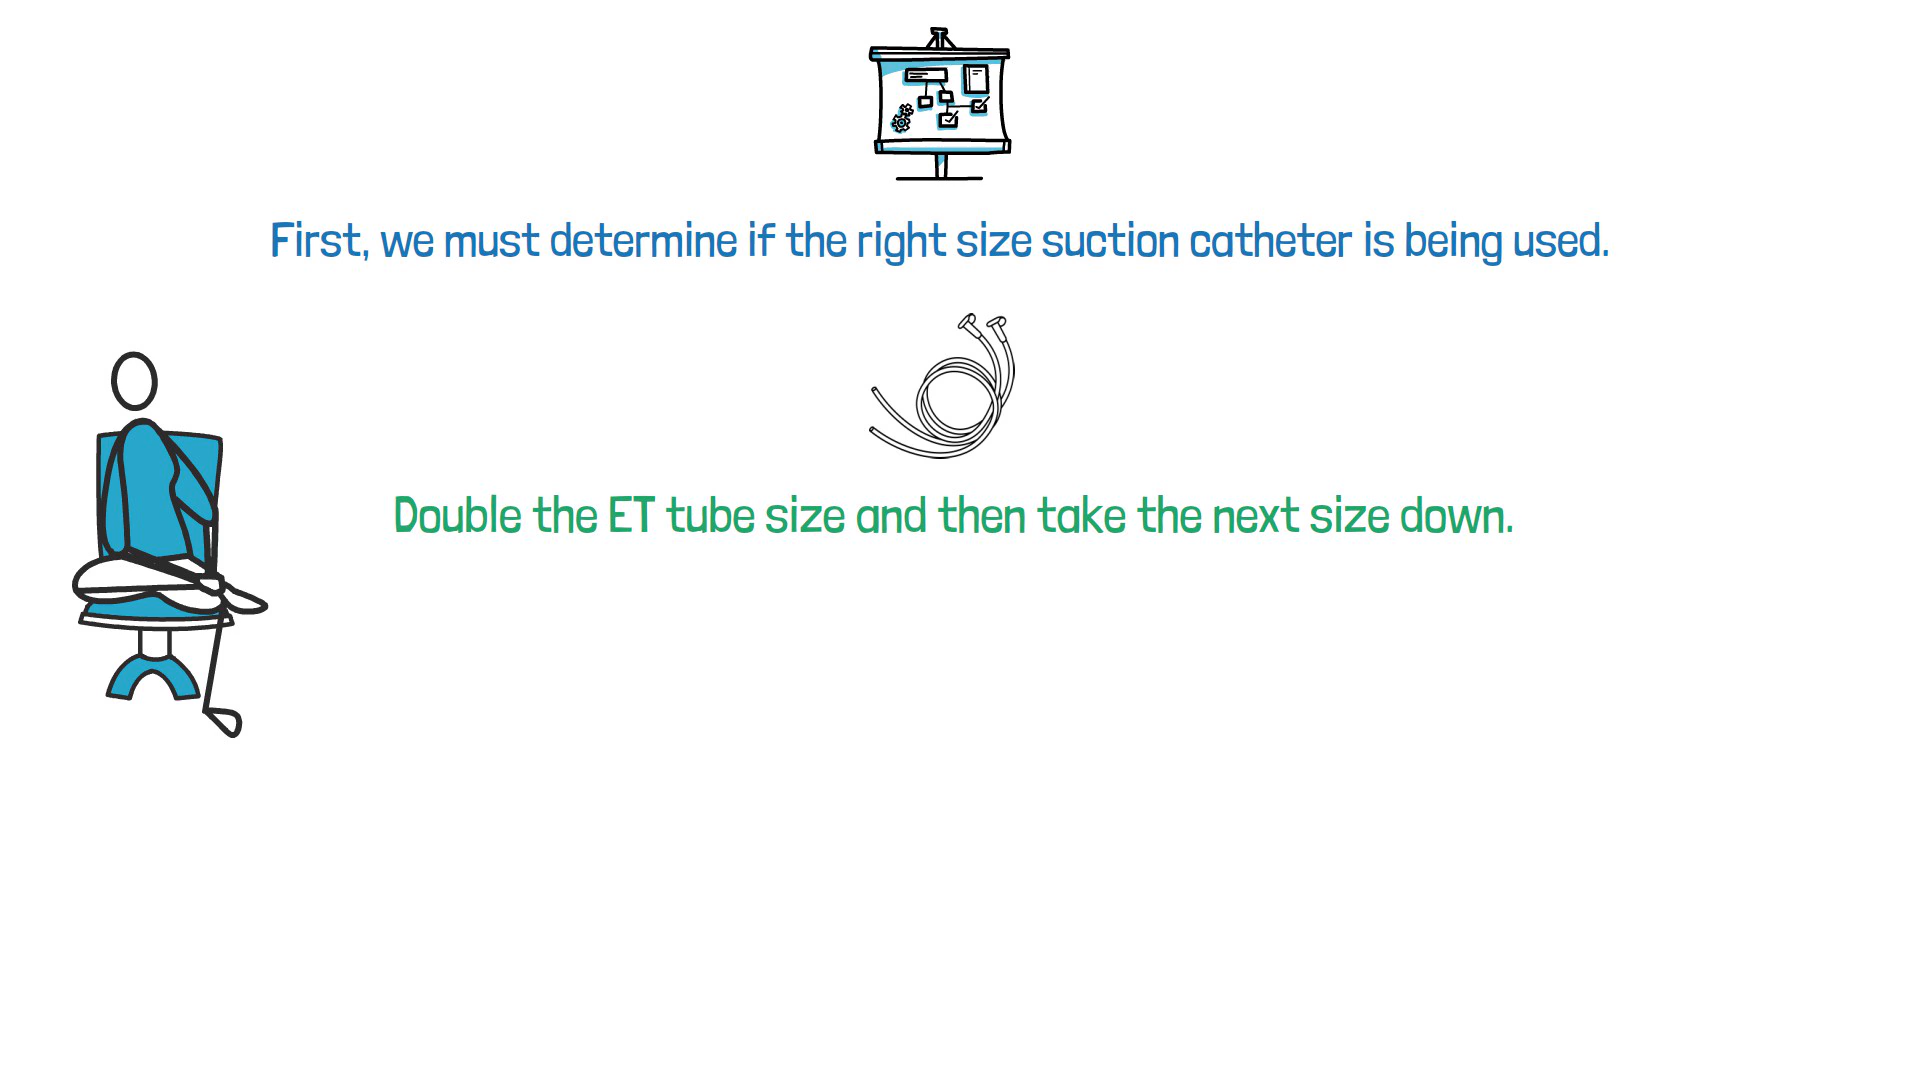 First, we must determine if the right size suction catheter is being used.
Double the ET tube size and then take the next size down.